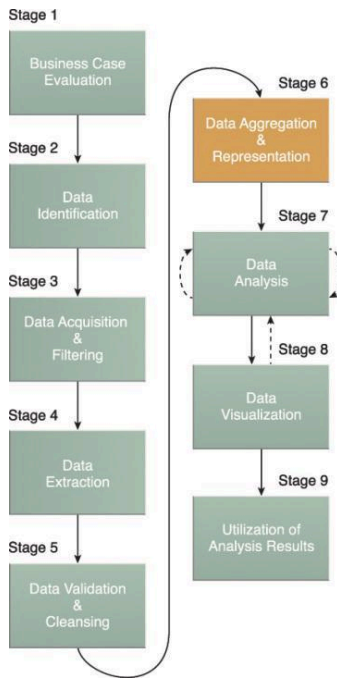 Stage 1
Business Case
Evaluation
Stage 2
Data
Identification
Stage 3
Data Acquisition
&
Filtering
Stage 4
Data
Extraction
Stage 5
Data Validation
&
Cleansing
Stage 6
Data Aggregation
&
Representation
Stage 7
Data
Analysis
Stage 8
Data
Visualization
Stage 9
Utilization of
Analysis Results